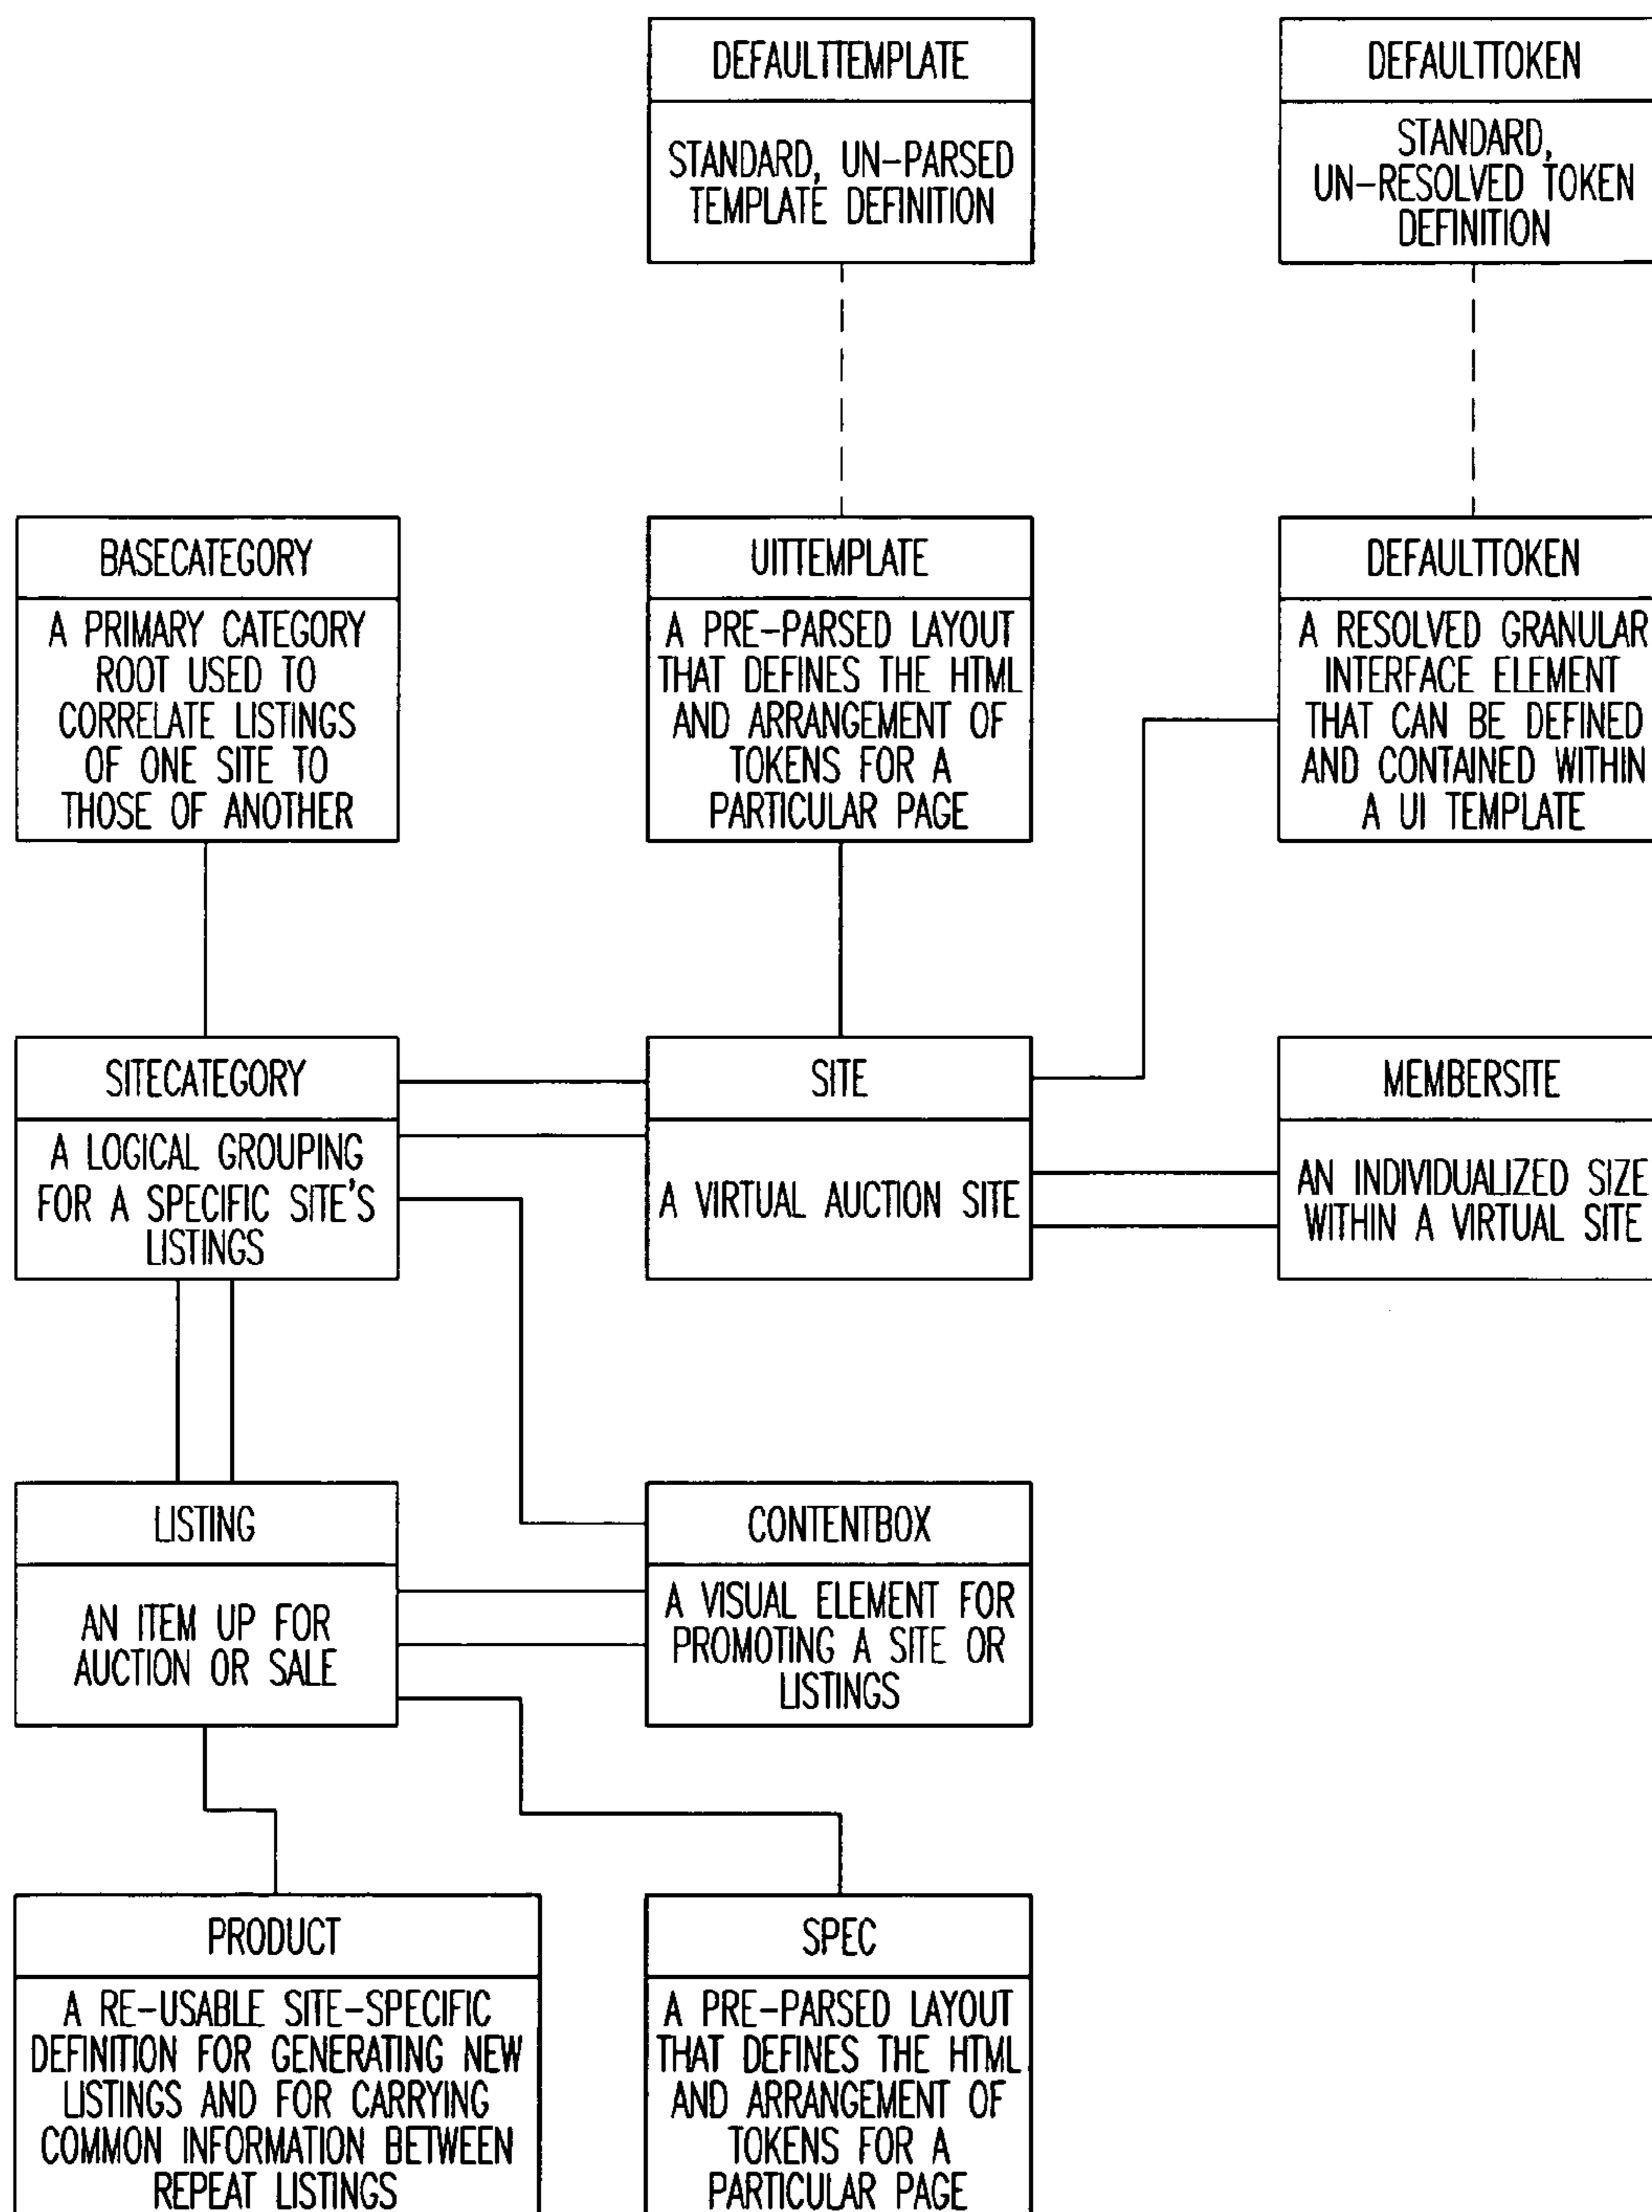 DEFAULTTEMPLATE
STANDARD, UN-PARSED
TEMPLATE DEFINITION
DEFAULTTOKEN
STANDARD,
UN-RESOLVED TOKEN
DEFINITION
BASECATEGORY
A PRIMARY CATEGORY
ROOT USED TO
CORRELATE LISTINGS
OF ONE SITE TO
THOSE OF ANOTHER
UITTEMPLATE
A PRE-PARSED LAYOUT
THAT DEFINES THE HTML
AND ARRANGEMENT OF
TOKENS FOR A
PARTICULAR PAGE
DEFAULTTOKEN
A RESOLVED GRANULAR
INTERFACE ELEMENT
THAT CAN BE DEFINED
AND CONTAINED WITHIN
A UI TEMPLATE
SITECATEGORY
A LOGICAL GROUPING
FOR A SPECIFIC SITE'S
LISTINGS
SITE
A VIRTUAL AUCTION SITE
MEMBERSITE
AN INDIVIDUALIZED SIZE
WITHIN A VIRTUAL SITE
LISTING
AN ITEM UP FOR
AUCTION OR SALE
CONTENTBOX
A VISUAL ELEMENT FOR
PROMOTING A SITE OR
LISTINGS
PRODUCT
A RE-USABLE SITE-SPECIFIC
DEFINITION FOR GENERATING NEW
LISTINGS AND FOR CARRYING
COMMON INFORMATION BETWEEN
REPEAT LISTINGS
SPEC
A PRE-PARSED LAYOUT
THAT DEFINES THE HTML
AND ARRANGEMENT OF
TOKENS FOR A
PARTICULAR PAGE